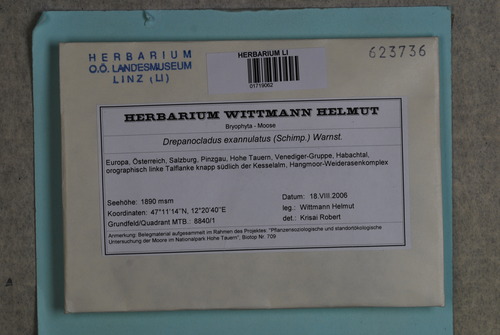 HERBARIUM
O.Ö. LANDESMUSEUM
LINZ (LI)
HERBARIUM LI
01719062
623736
HERBARIUM WITTMANN HELMUT
Bryophyta - Moose
Drepanocladus exannulatus (Schimp.) Warnst.
Europa, Österreich, Salzburg, Pinzgau, Hohe Tauern, Venediger-Gruppe, Habachtal,
orographisch linke Talflanke knapp südlich der Kesselalm, Hangmoor-Weiderasenkomplex
Seehöhe: 1890 msm
Datum: 18.VIII.2006
Koordinaten: 47°11'14''N, 12°20'40''E
leg.: Wittmann Helmut
Grundfeld/Quadrant MTB.: 8840/1
det.: Krisai Robert
Anmerkung: Belegmaterial aufgesammelt im Rahmen des Projektes: "Pflanzensoziologische und standortökologische
Untersuchung der Moore im Nationalpark Hohe Tauern", Biotop Nr. 709